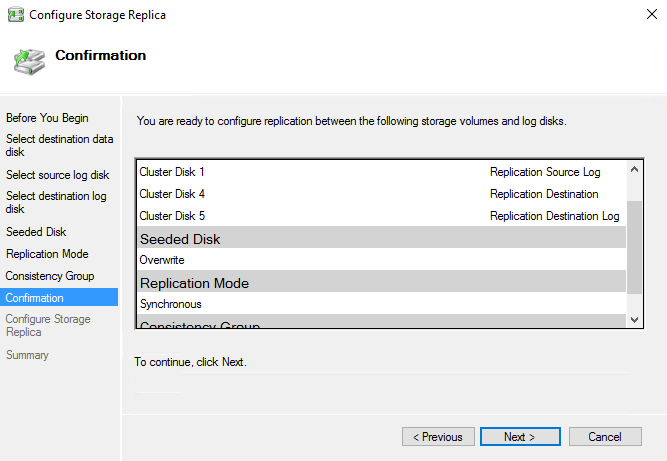 Configure Storage Replica
Confirmation
Before You Begin
Select destination data
disk
Select source log disk
Select destination log
disk
Seeded Disk
Replication Mode
Consistency Group
Confirmation
Configure Storage
Replica
Summary
You are ready to configure replication between the following storage volumes and log disks.
Cluster Disk 1 Replication Source Log
Cluster Disk 4 Replication Destination
Cluster Disk 5 Replication Destination Log
Seeded Disk
Overwrite
Replication Mode
Synchronous
Consistency Group
To continue, click Next.
< Previous Next > Cancel